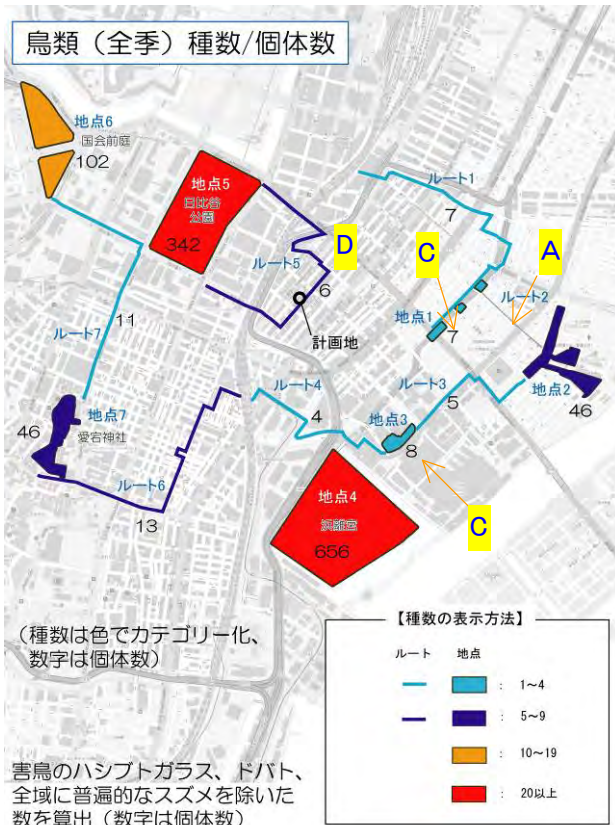 鳥類（全季）種数/個体数
地点6
国会前庭
102
地点5
日比谷
公園
342
ルート1
7
ルート5
D
6
計画地
C
A
ルート2
地点1
7
ルート7
11
ルート4
4
ルート3
5
地点2
46
地点7
愛宕神社
46
地点3
8
C
ルート6
13
地点4
浜離宮
656
（種数は色でカテゴリー化、
数字は個体数）
害鳥のハシブトガラス、ドバト、
全域に普遍的なスズメを除いた
数を算出（数字は個体数）
【種数の表示方法】
ルート 地点
： 1～4
： 5～9
： 10～19
： 20以上